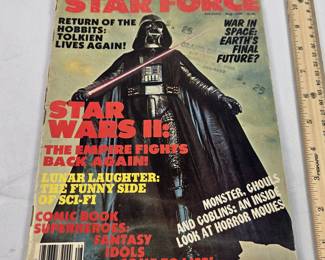 STAR FORCE
RETURN OF THE
HOBBITS:
TOLKIEN
LIVES AGAIN!
WAR IN
SPACE:
EARTH'S
FINAL
FUTURE?
STAR
WARS II:
THE EMPIRE FIGHTS
BACK AGAIN!
LUNAR LAUGHTER:
THE FUNNY SIDE
OF SCI-FI
MONSTER, GHOULS
AND GOBLINS: AN INSIDE
LOOK AT HORROR MOVIES
COMIC BOOK
SUPERHEROES:
FANTASY
IDOLS